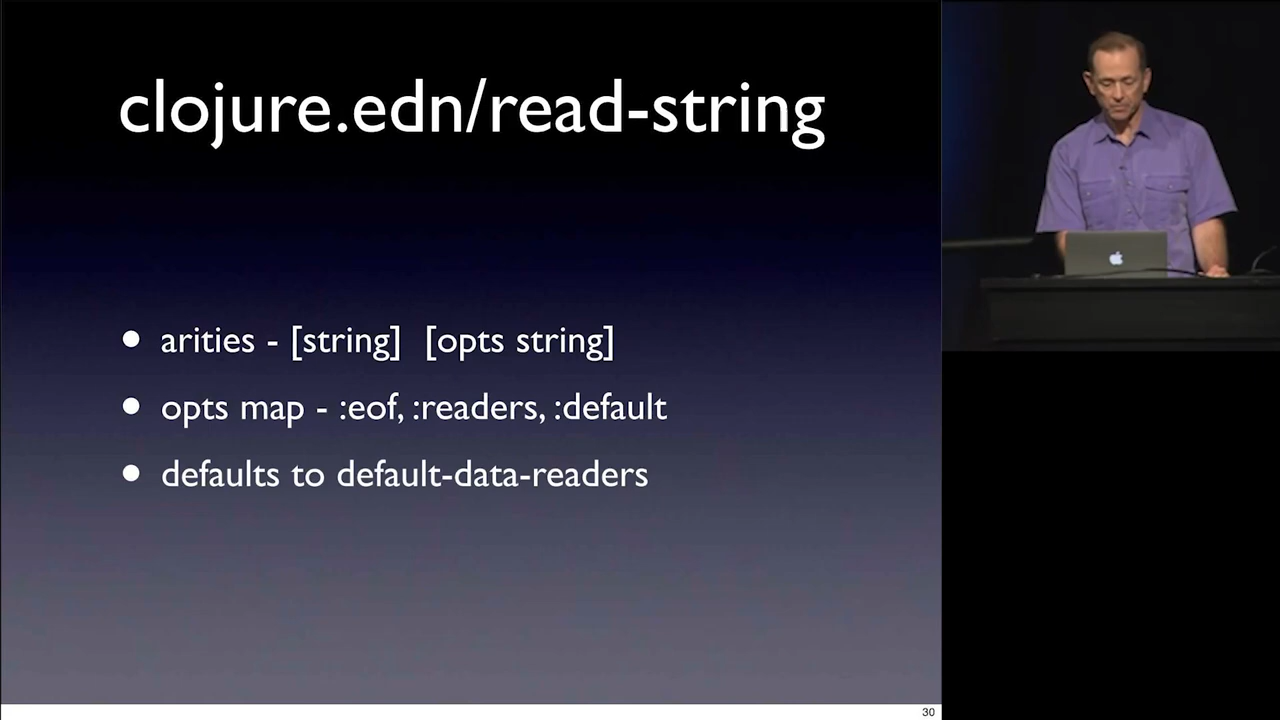 clojure.edn/read-string
• arities - [string] [opts string]
• opts map - :eof, :readers, :default
• defaults to default-data-readers
30